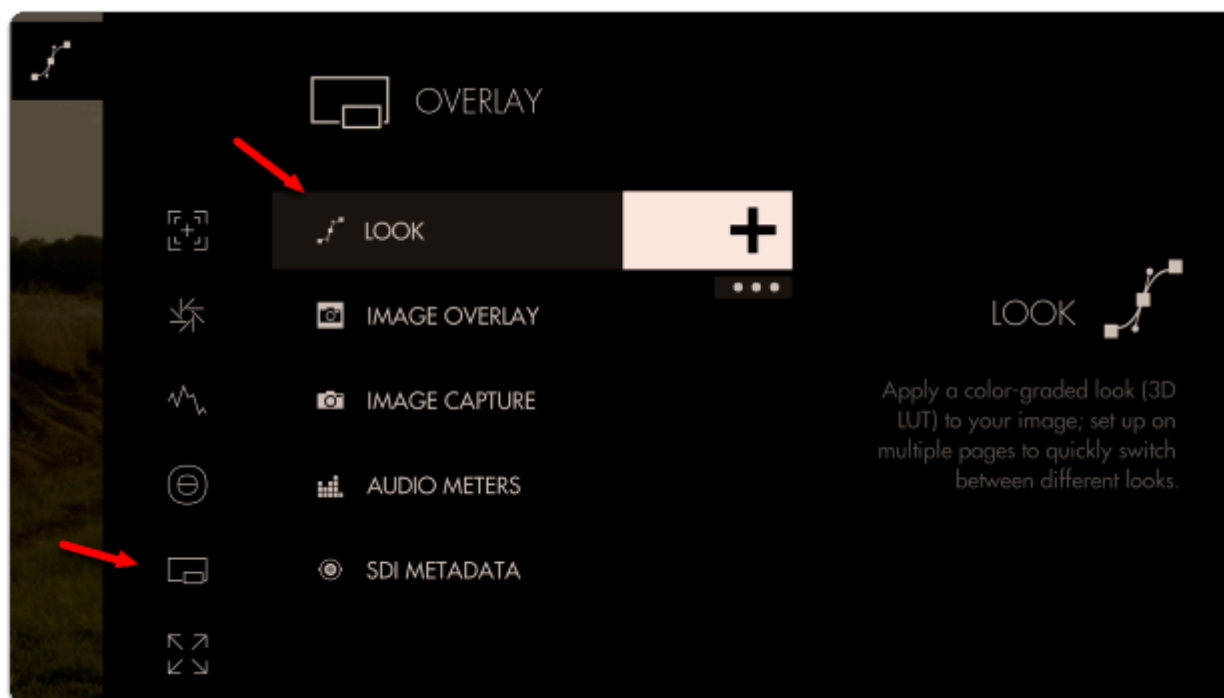 OVERLAY
LOOK
IMAGE OVERLAY
IMAGE CAPTURE
AUDIO METERS
SDI METADATA
LOOK
Apply a color-graded look (3D
LUT) to your image; set up on
multiple pages to quickly switch
between different looks.